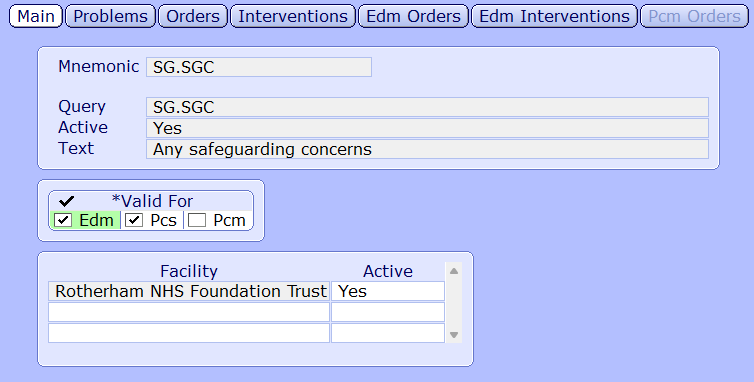 Main Problems Orders Interventions Edm Orders Edm Interventions Pcm Orders
Mnemonic SG.SGC
Query SG.SGC
Active Yes
Text Any safeguarding concerns
*Valid For
Edm Pcs Pcm
Facility Active
Rotherham NHS Foundation Trust Yes